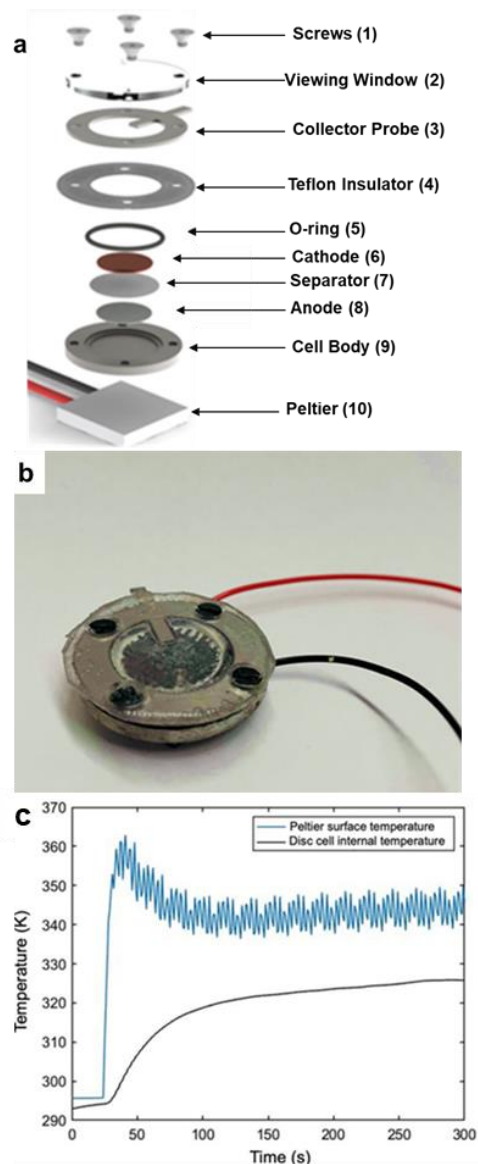 a
Screws (1)
Viewing Window (2)
Collector Probe (3)
Teflon Insulator (4)
O-ring (5)
Cathode (6)
Separator (7)
Anode (8)
Cell Body (9)
Peltier (10)
b
c
Peltier surface temperature
Disc cell internal temperature
Temperature (K)
370
360
350
340
330
320
310
300
290
0
50
100
150
200
250
300
Time (s)